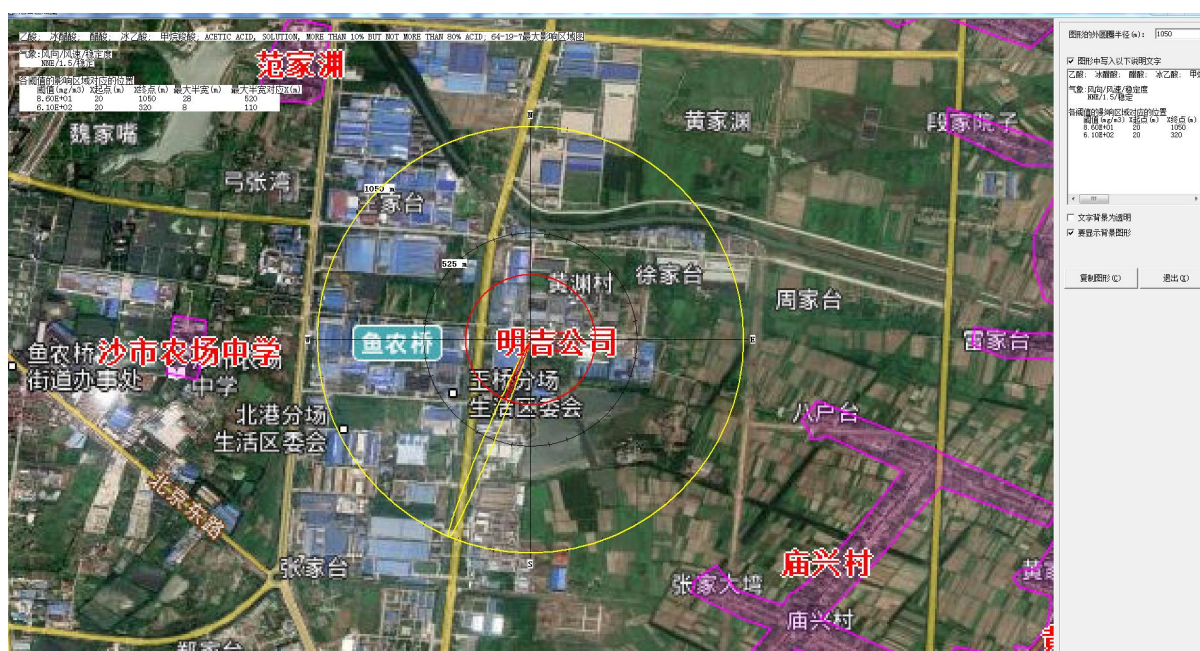 乙酸; 冰醋酸; 醋酸; 冰乙酸; 甲烷羧酸; ACETIC ACID, SOLUTION, MORE THAN 10% BUT NOT MORE THAN 80% ACID; 64-19-7最大影响区域图
气象:风向/风速/稳定度
NNE/1.5/稳定
各阈值的影响区域对应的位置
阈值(mg/m3) X起点(m) X终点(m) 最大半宽(m) 最大半宽对应X(m)
8.60E+01 20 1050 28 520
6.10E+02 20 320 8 110
范家渊
魏家嘴
弓张湾
1050 m
王家台
N
黄家渊
段家院子
525 m
黄渊村
徐家台
周家台
鱼农桥
明吉公司
E
雷家台
鱼农桥
街道办事处
沙市农场中学
中学
王桥分场
生活区委会
北港分场
生活区委会
八户台
北京东路
张家台
S
张家大塆
庙兴村
庙兴村
图形的外圆圈半径(m): 1050
图形中写入以下说明文字
乙酸; 冰醋酸; 醋酸; 冰乙酸; 甲烷
气象:风向/风速/稳定度
NNE/1.5/稳定
各阈值的影响区域对应的位置
阈值(mg/m3) X起点(m) X终点(m)
8.60E+01 20 1050
6.10E+02 20 320
文字背景为透明
要显示背景图形
复制图形(C)
退出(Q)